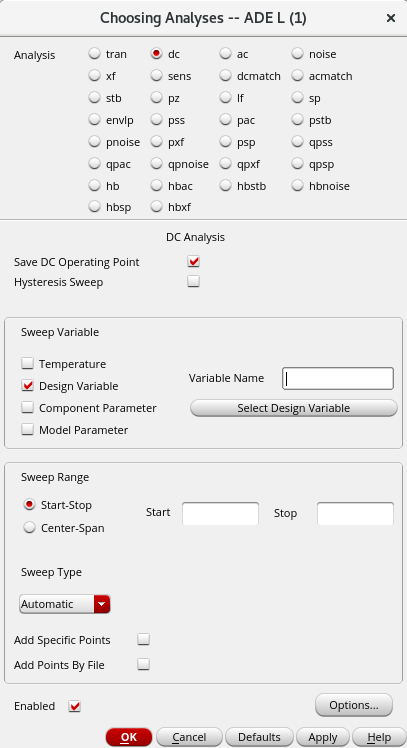 Choosing Analyses -- ADE L (1)
Analysis tran dc ac noise
xf sens dcmatch acmatch
stb pz lf sp
envlp pss pac pstb
pnoise pxf psp qpss
qpac qpnoise qpxf qpsp
hb hbac hbstb hbnoise
hbsp hbxf
DC Analysis
Save DC Operating Point
Hysteresis Sweep
Sweep Variable
Temperature
Design Variable Variable Name
Component Parameter Select Design Variable
Model Parameter
Sweep Range
Start-Stop Start Stop
Center-Span
Sweep Type
Automatic
Add Specific Points
Add Points By File
Enabled Options...
OK Cancel Defaults Apply Help